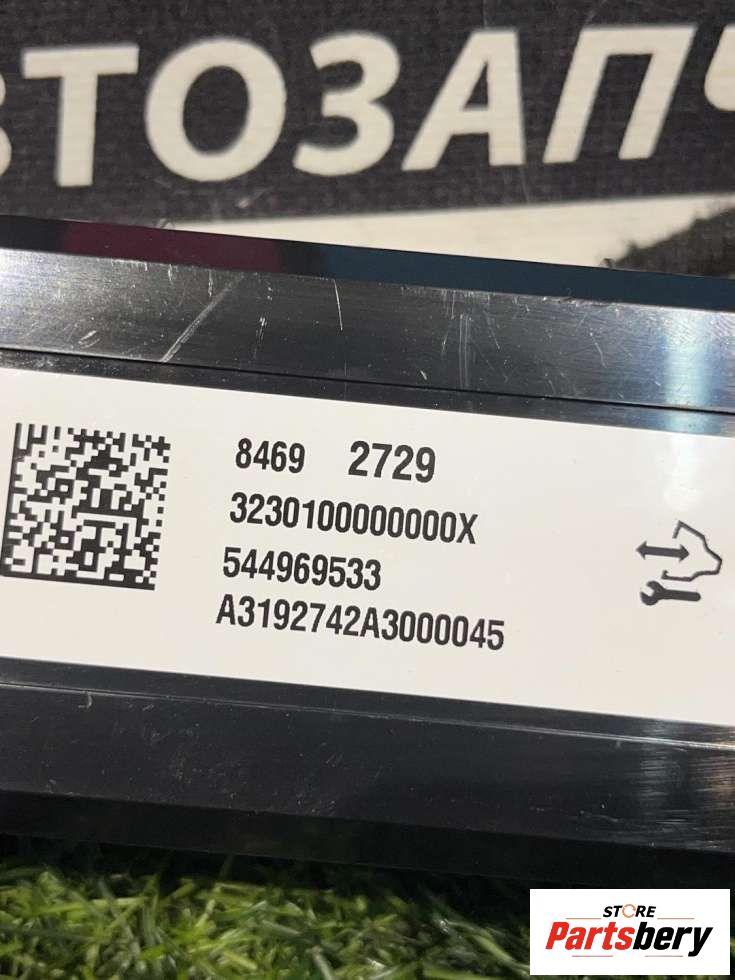 ВТОЗАПЧ
8469 2729
3230100000000X
544969533
A3192742A3000045
STORE
Partsbery